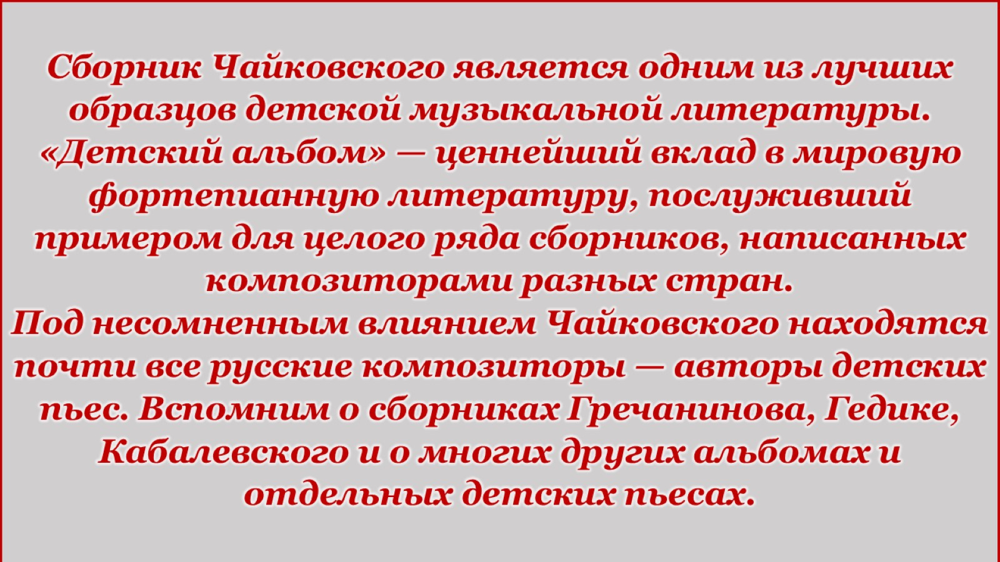 Сборник Чайковского является одним из лучших
образцов детской музыкальной литературы.
«Детский альбом» — ценнейший вклад в мировую
фортепианную литературу, послуживший
примером для целого ряда сборников, написанных
композиторами разных стран.
Под несомненным влиянием Чайковского находятся
почти все русские композиторы — авторы детских
пьес. Вспомним о сборниках Гречанинова, Гедике,
Кабалевского и о многих других альбомах и
отдельных детских пьесах.